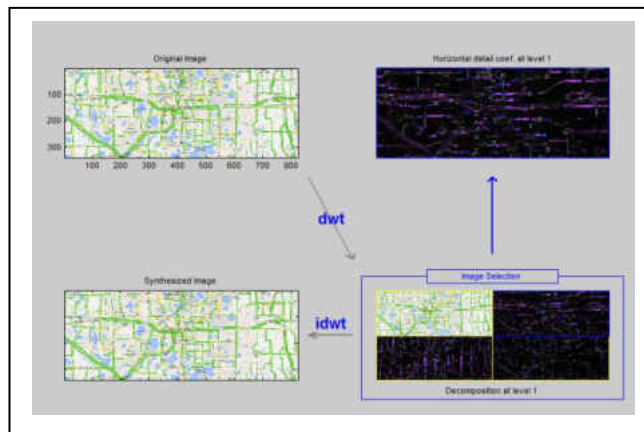 Original Image
Horizontal detail coef. at level 1
100
200
300
100 200 300 400 500 600 700 800
dwt
Synthesized Image
idwt
Image Selection
Decomposition at level 1